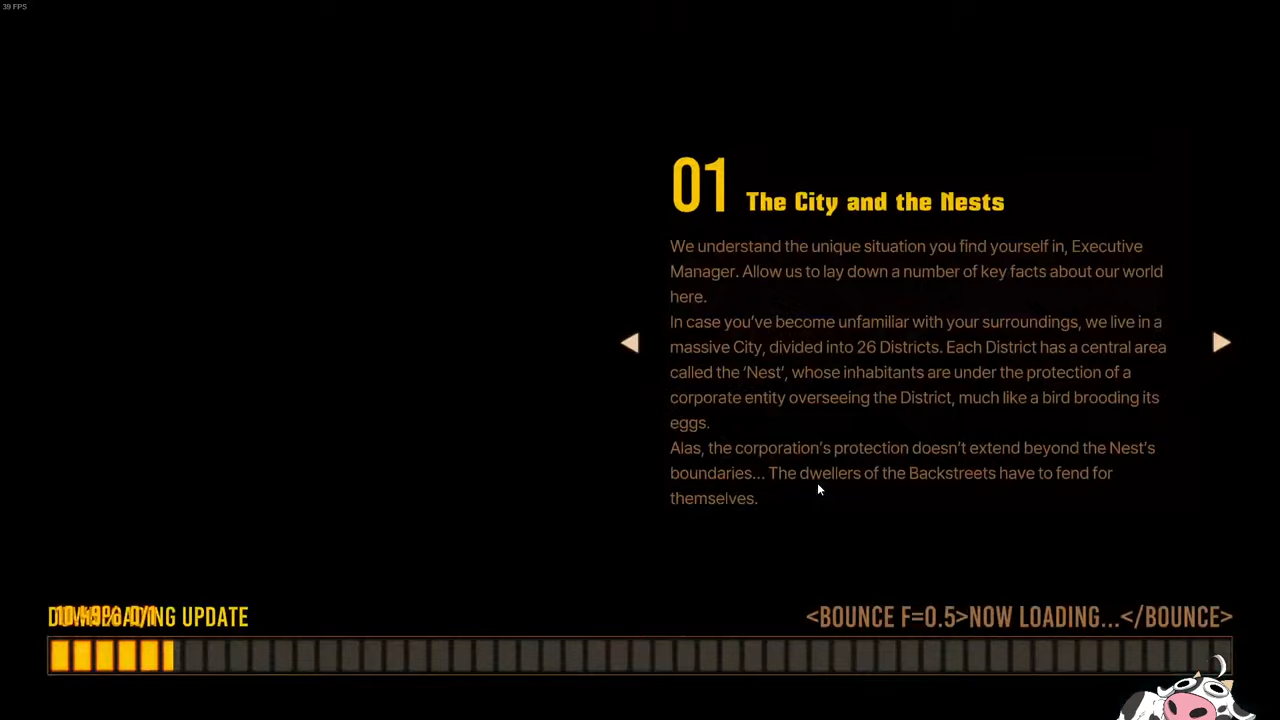 39 FPS
01 The City and the Nests
We understand the unique situation you find yourself in, Executive
Manager. Allow us to lay down a number of key facts about our world
here.
In case you’ve become unfamiliar with your surroundings, we live in a
massive City, divided into 26 Districts. Each District has a central area
called the ‘Nest’, whose inhabitants are under the protection of a
corporate entity overseeing the District, much like a bird brooding its
eggs.
Alas, the corporation’s protection doesn’t extend beyond the Nest’s
boundaries... The dwellers of the Backstreets have to fend for
themselves.
DOWNLOADING UPDATE
<BOUNCE F=0.5>NOW LOADING...</BOUNCE>